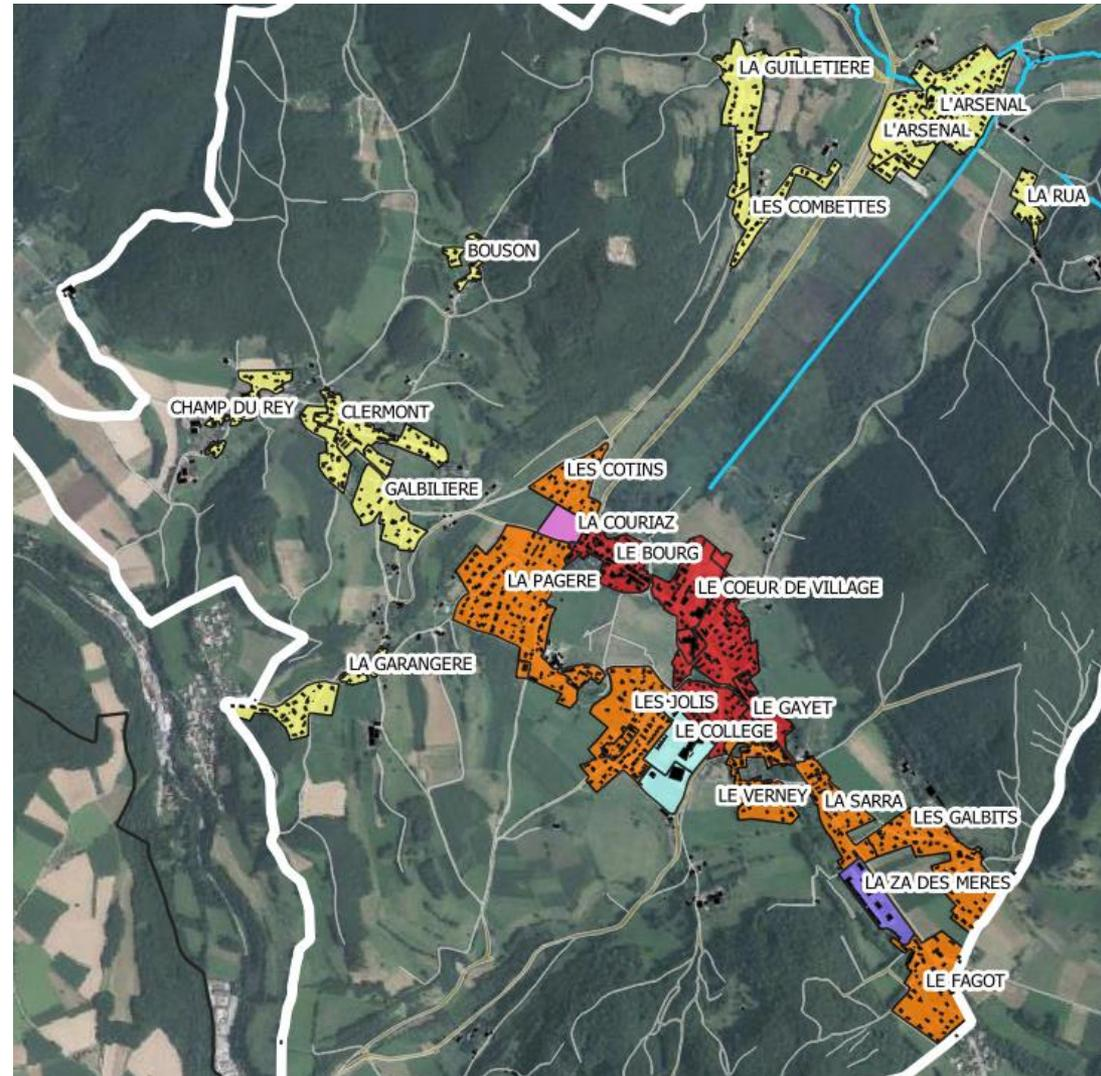 LA GUILLETIERE
L'ARSENAL
L'ARSENAL
LA RUA
LES COMBETTES
BOUSON
CHAMP DU REY
CLERMONT
LES COTINS
GALBILIERE
LA COURIAZ
LE BOURG
LA PAGERE
LE COEUR DE VILLAGE
LA GARANGERE
LES JOLIS
LE GAYET
LE COLLEGE
LE VERNEY
LA SARRA
LES GALBITS
LA ZA DES MERES
LE FAGOT